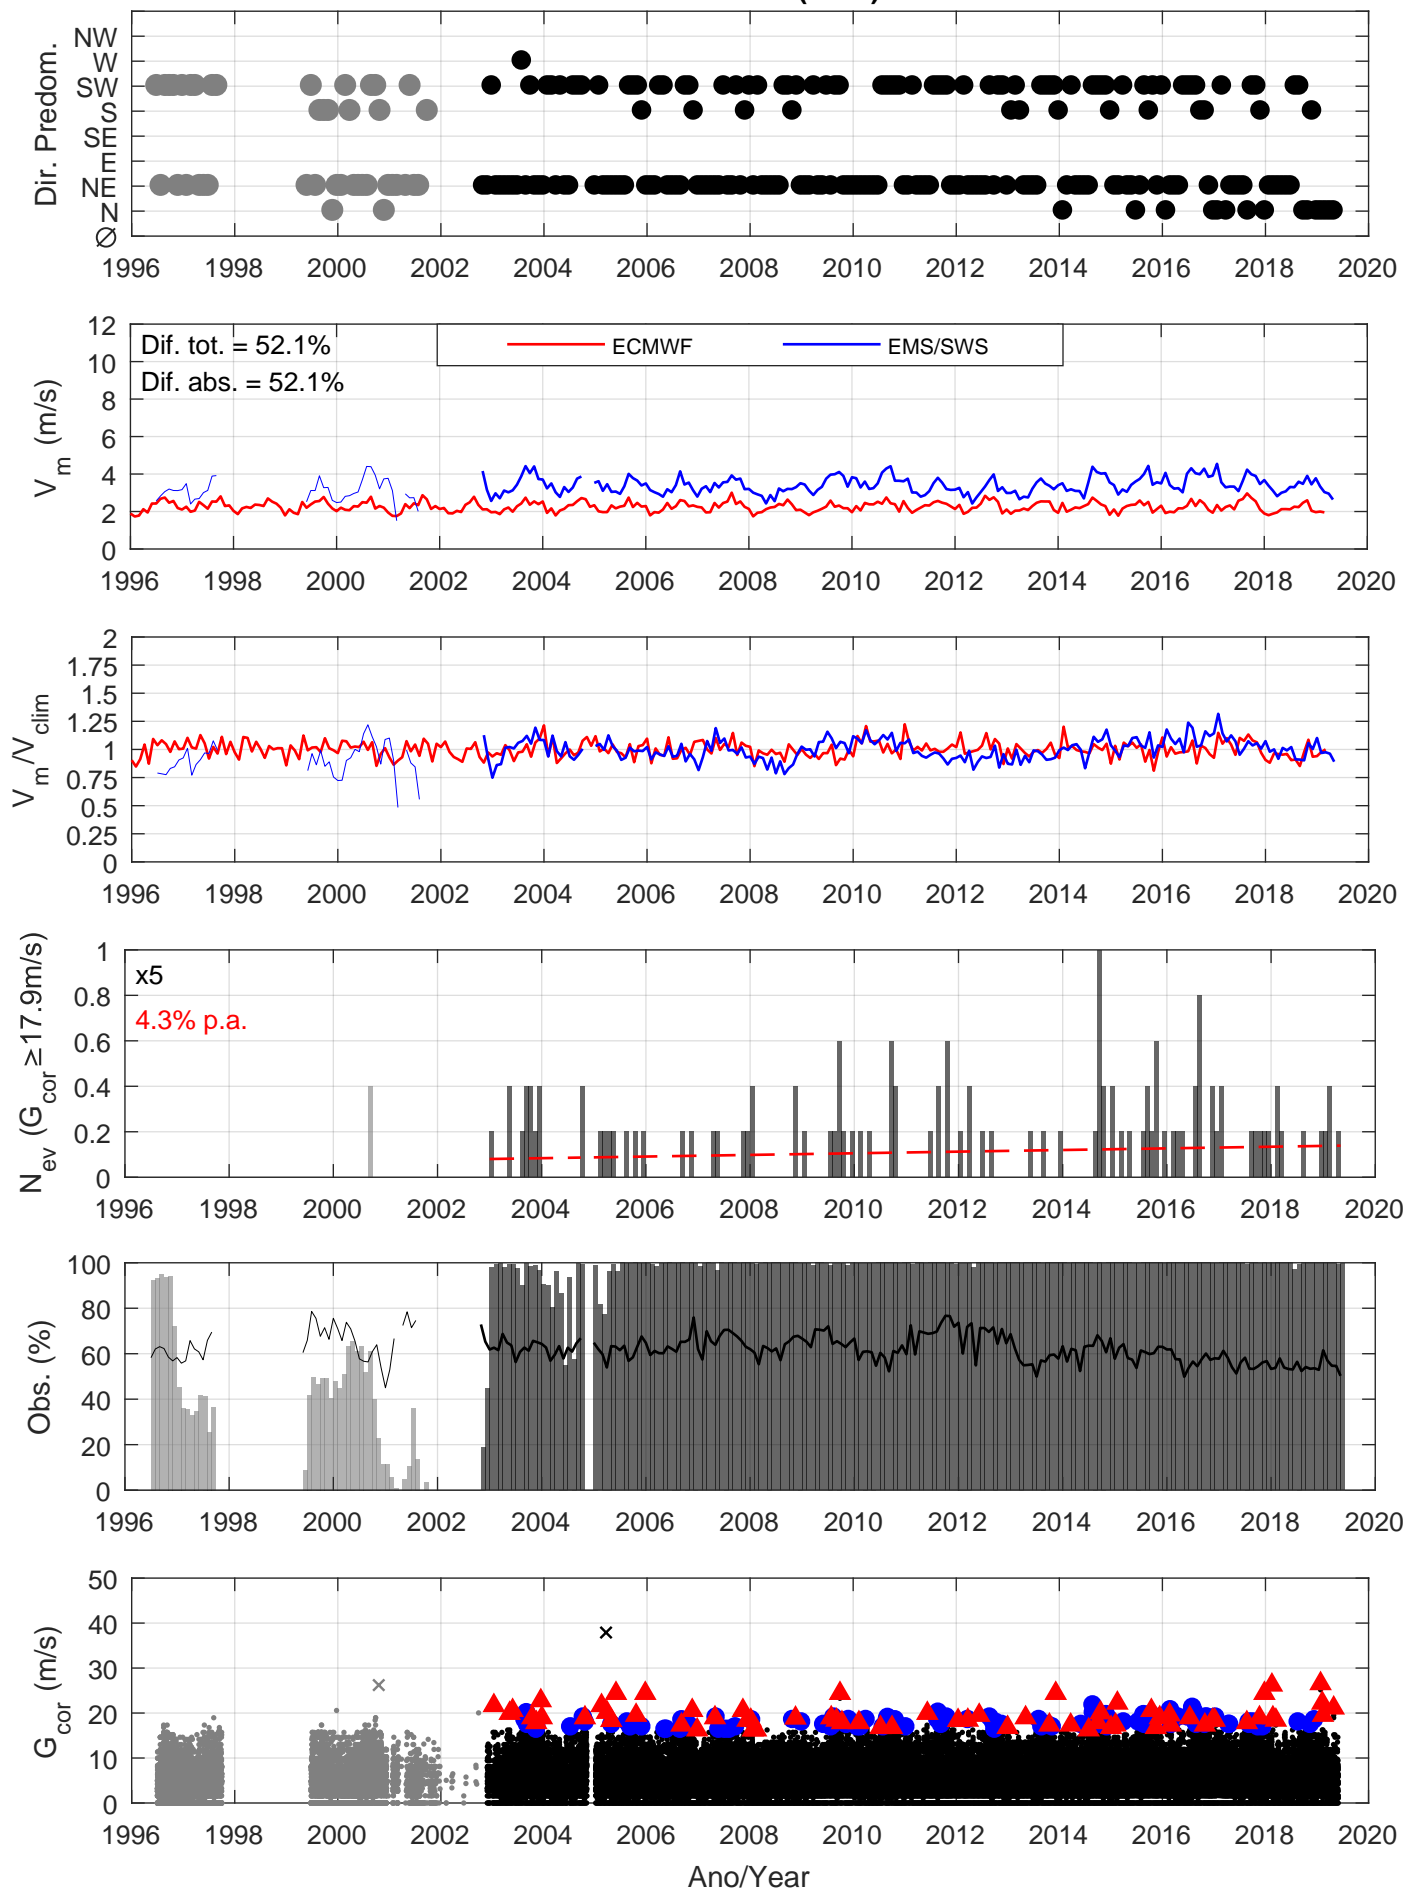 NW
W
SW
S
SE
E
NE
N
∅
Dir. Predom.
1996 1998 2000 2002 2004 2006 2008 2010 2012 2014 2016 2018 2020
12
10
8
6
4
2
0
V_m (m/s)
Dif. tot. = 52.1%
Dif. abs. = 52.1%
ECMWF EMS/SWS
1996 1998 2000 2002 2004 2006 2008 2010 2012 2014 2016 2018 2020
2
1.75
1.5
1.25
1
0.75
0.5
0.25
0
V_m/V_clim
1996 1998 2000 2002 2004 2006 2008 2010 2012 2014 2016 2018 2020
1
0.8
0.6
0.4
0.2
0
N_ev (G_cor ≥17.9m/s)
x5
4.3% p.a.
1996 1998 2000 2002 2004 2006 2008 2010 2012 2014 2016 2018 2020
100
80
60
40
20
0
Obs. (%)
1996 1998 2000 2002 2004 2006 2008 2010 2012 2014 2016 2018 2020
50
40
30
20
10
0
G_cor (m/s)
1996 1998 2000 2002 2004 2006 2008 2010 2012 2014 2016 2018 2020
Ano/Year